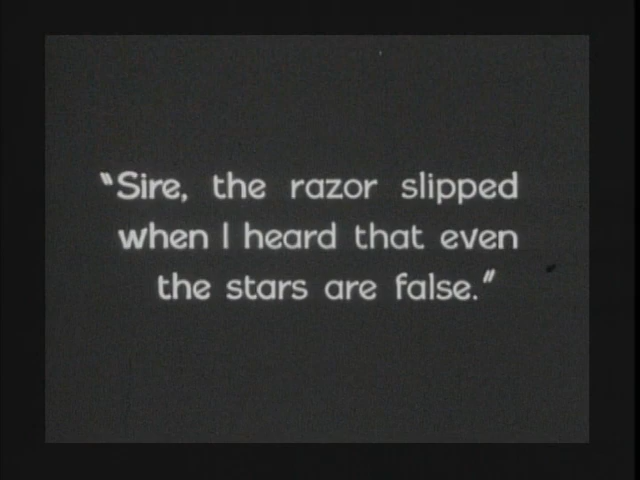 "Sire, the razor slipped
when I heard that even
the stars are false."